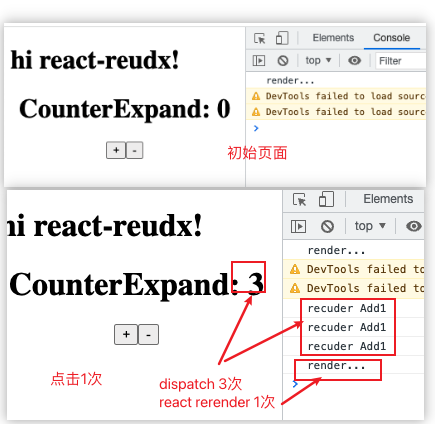 hi react-reudx!
CounterExpand: 0
+ -
初始页面
Elements Console
top Filter
render...
DevTools failed to load sourc
DevTools failed to load sourc
hi react-reudx!
CounterExpand: 3
+ -
点击1次
dispatch 3次
react rerender 1次
Elements
top
render...
DevTools failed to
DevTools failed to
recuder Add1
recuder Add1
recuder Add1
render...